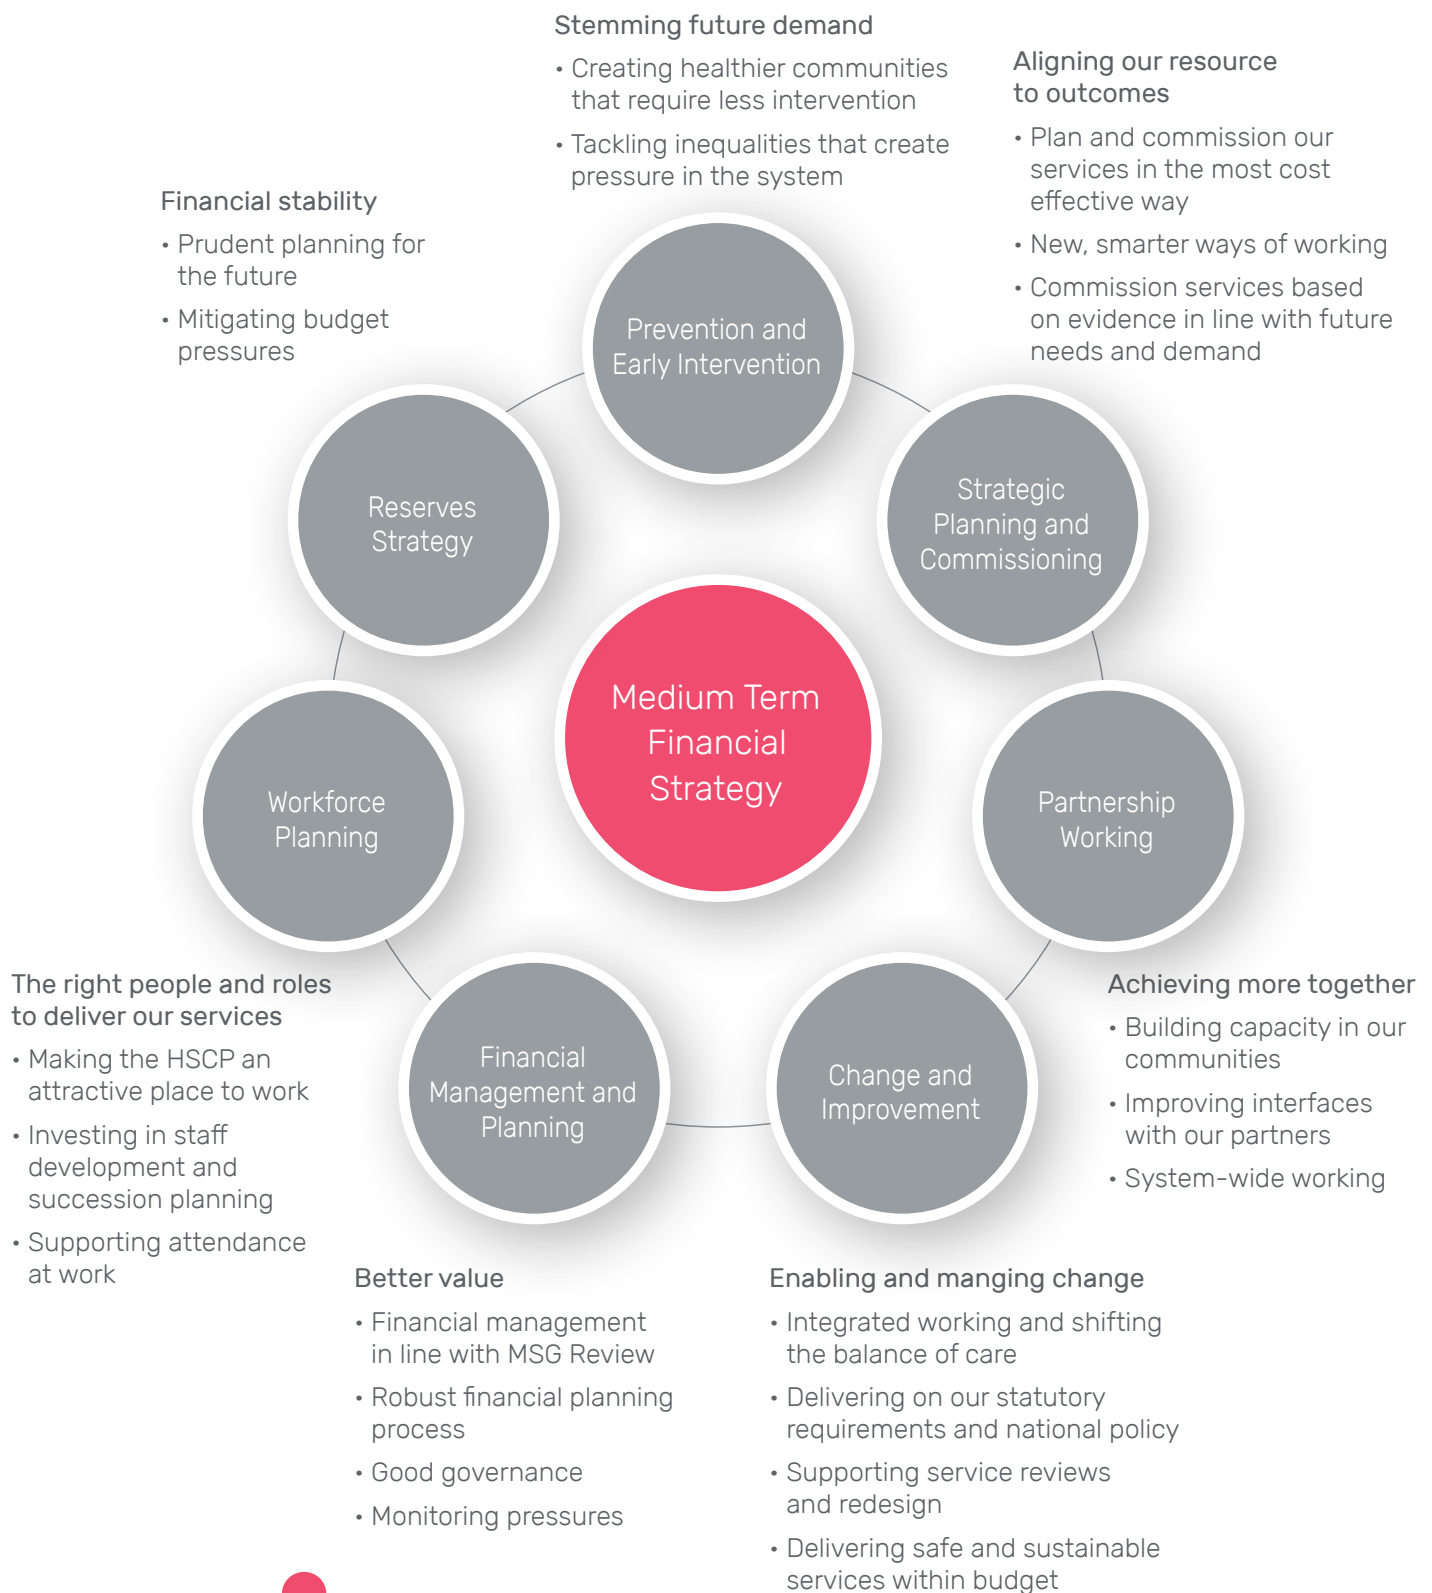 Stemming future demand
• Creating healthier communities
that require less intervention
• Tackling inequalities that create
pressure in the system
Aligning our resource
to outcomes
• Plan and commission our
services in the most cost
effective way
• New, smarter ways of working
• Commission services based
on evidence in line with future
needs and demand
Financial stability
• Prudent planning for
the future
• Mitigating budget
pressures
Prevention and
Early Intervention
Reserves
Strategy
Strategic
Planning and
Commissioning
Medium Term
Financial
Strategy
Workforce
Planning
Partnership
Working
The right people and roles
to deliver our services
• Making the HSCP an
attractive place to work
• Investing in staff
development and
succession planning
• Supporting attendance
at work
Financial
Management and
Planning
Change and
Improvement
Achieving more together
• Building capacity in our
communities
• Improving interfaces
with our partners
• System-wide working
Better value
• Financial management
in line with MSG Review
• Robust financial planning
process
• Good governance
• Monitoring pressures
Enabling and manging change
• Integrated working and shifting
the balance of care
• Delivering on our statutory
requirements and national policy
• Supporting service reviews
and redesign
• Delivering safe and sustainable
services within budget